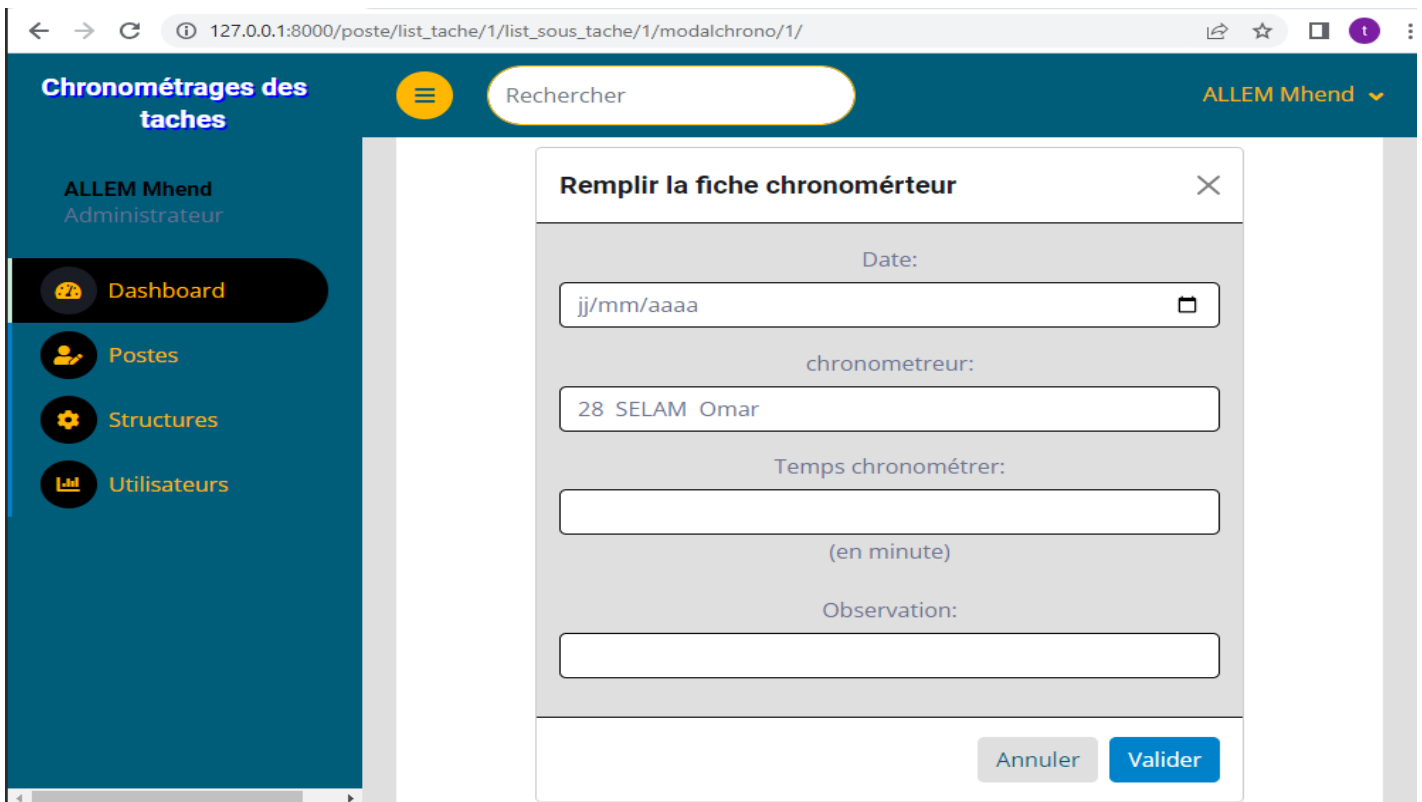 127.0.0.1:8000/poste/list_tache/1/list_sous_tache/1/modalchrono/1/
t
Chronométrages des
taches
Rechercher
ALLEM Mhend
ALLEM Mhend
Administrateur
Dashboard
Postes
Structures
Utilisateurs
Remplir la fiche chronomérteur
Date:
jj/mm/aaaa
chronometreur:
28 SELAM Omar
Temps chronométrer:
(en minute)
Observation:
Annuler
Valider